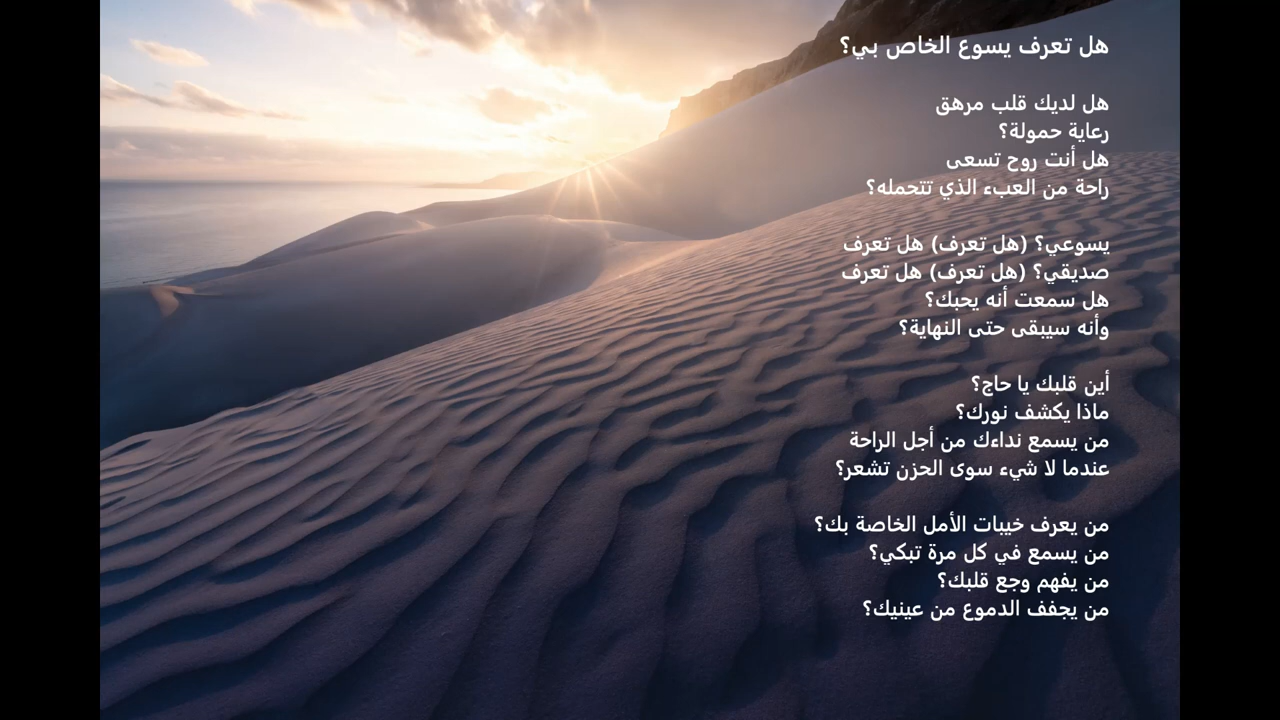 هل تعرف يسوع الخاص بي؟
هل لديك قلب مرهق
رعاية حمولة؟
هل أنت روح تسعى
راحة من العبء الذي تتحمله؟
يسوعي؟ (هل تعرف) هل تعرف
صديقي؟ (هل تعرف) هل تعرف
هل سمعت أنه يحبك؟
وأنه سيبقى حتى النهاية؟
أين قلبك يا حاج؟
ماذا يكشف نورك؟
من يسمع نداءك من أجل الراحة
عندما لا شيء سوى الحزن تشعر؟
من يعرف خيبات الأمل الخاصة بك؟
من يسمع في كل مرة تبكي؟
من يفهم وجع قلبك؟
من يجفف الدموع من عينيك؟